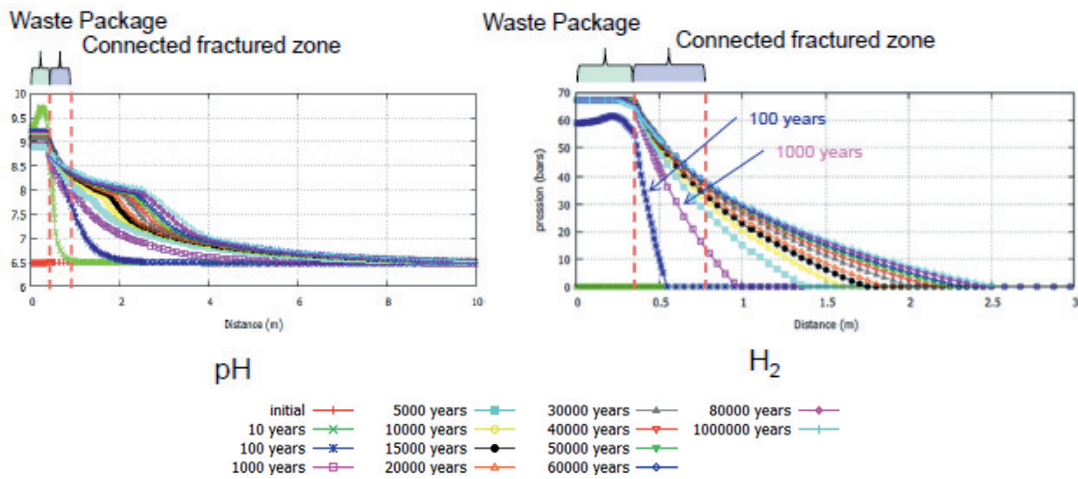 Waste Package
Connected fractured zone
10
9.5
9
8.5
8
7.5
7
6.5
6
0
2
4
6
8
10
Distance (m)
pH
Waste Package
Connected fractured zone
70
60
50
40
30
20
10
0
pression (bars)
100 years
1000 years
0
0.5
1
1.5
2
2.5
3
Distance (m)
H2
initial
10 years
100 years
1000 years
5000 years
10000 years
15000 years
20000 years
30000 years
40000 years
50000 years
60000 years
80000 years
1000000 years